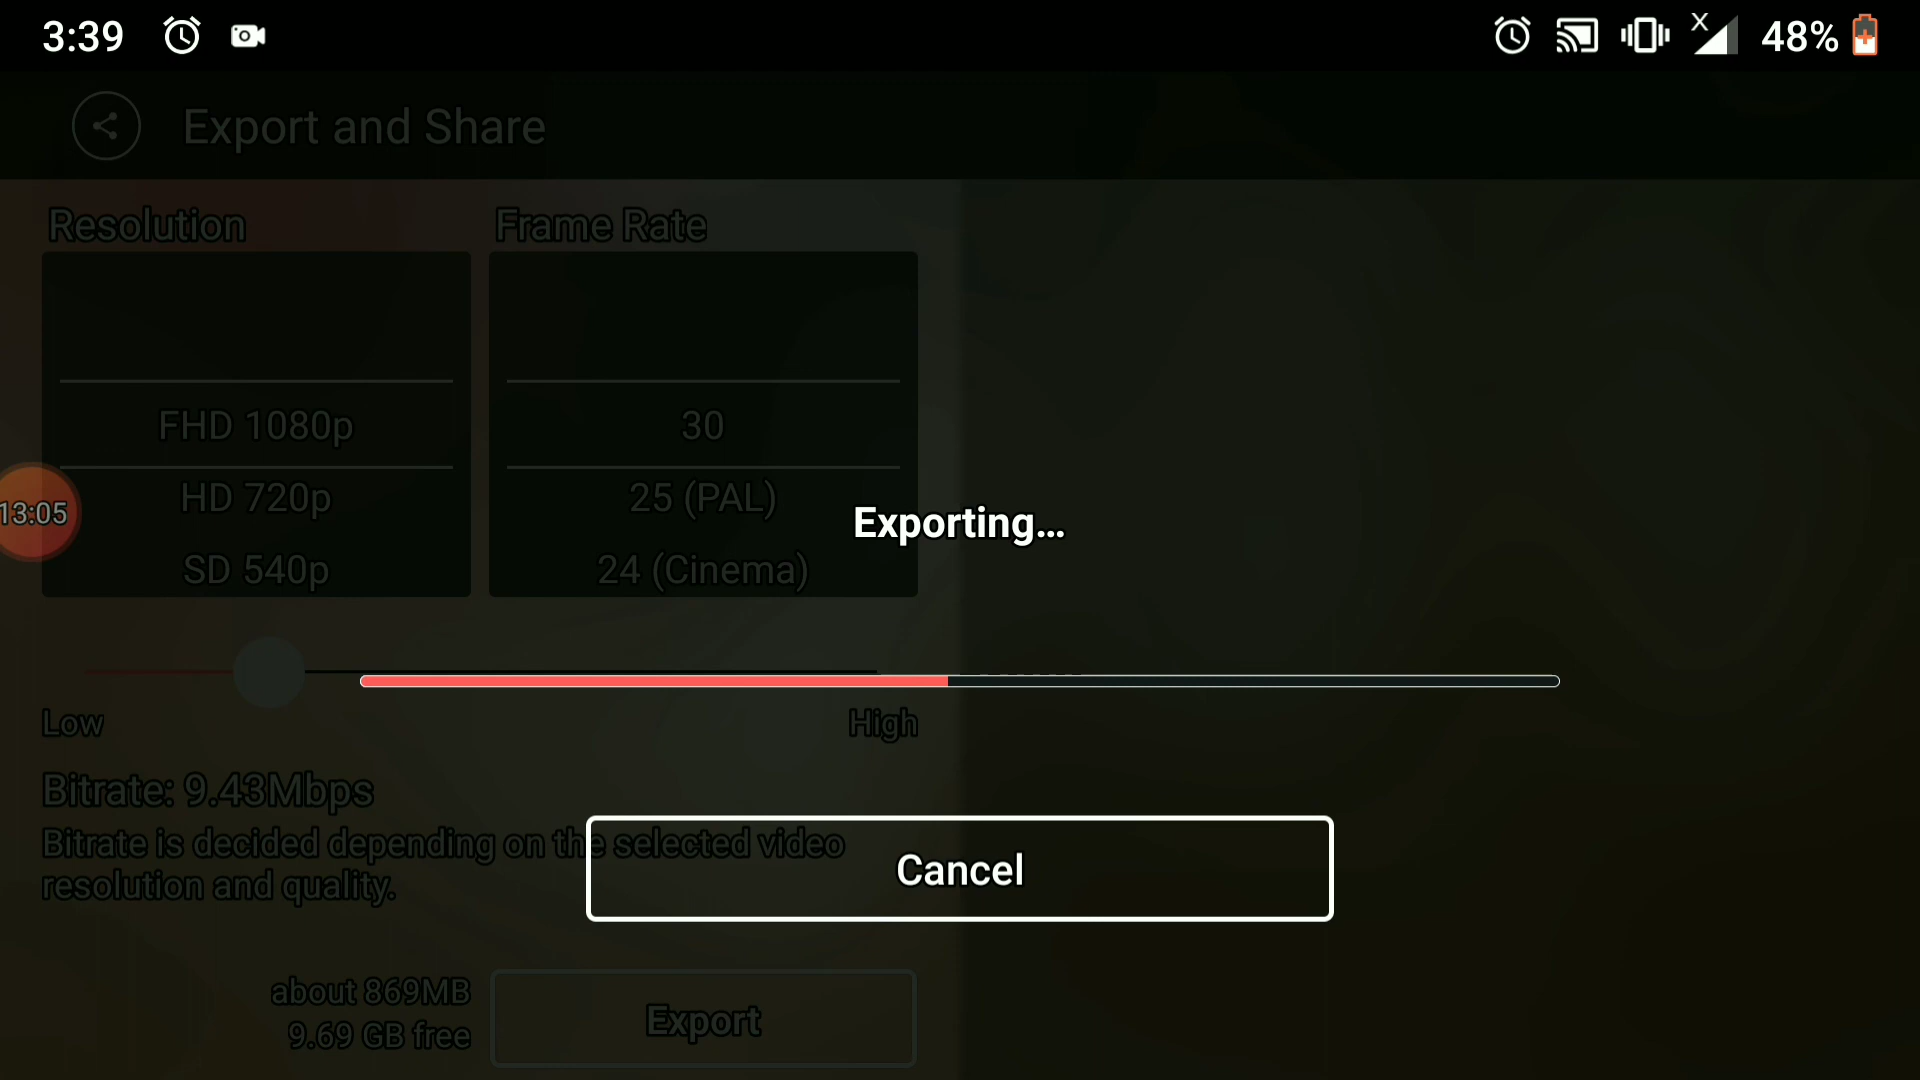 3:39
X
48%
Export and Share
Resolution
Frame Rate
FHD 1080p
30
HD 720p
25 (PAL)
SD 540p
24 (Cinema)
13:05
Exporting...
Low
High
Bitrate: 9.43Mbps
Bitrate is decided depending on the selected video
resolution and quality.
Cancel
about 869MB
9.69 GB free
Export